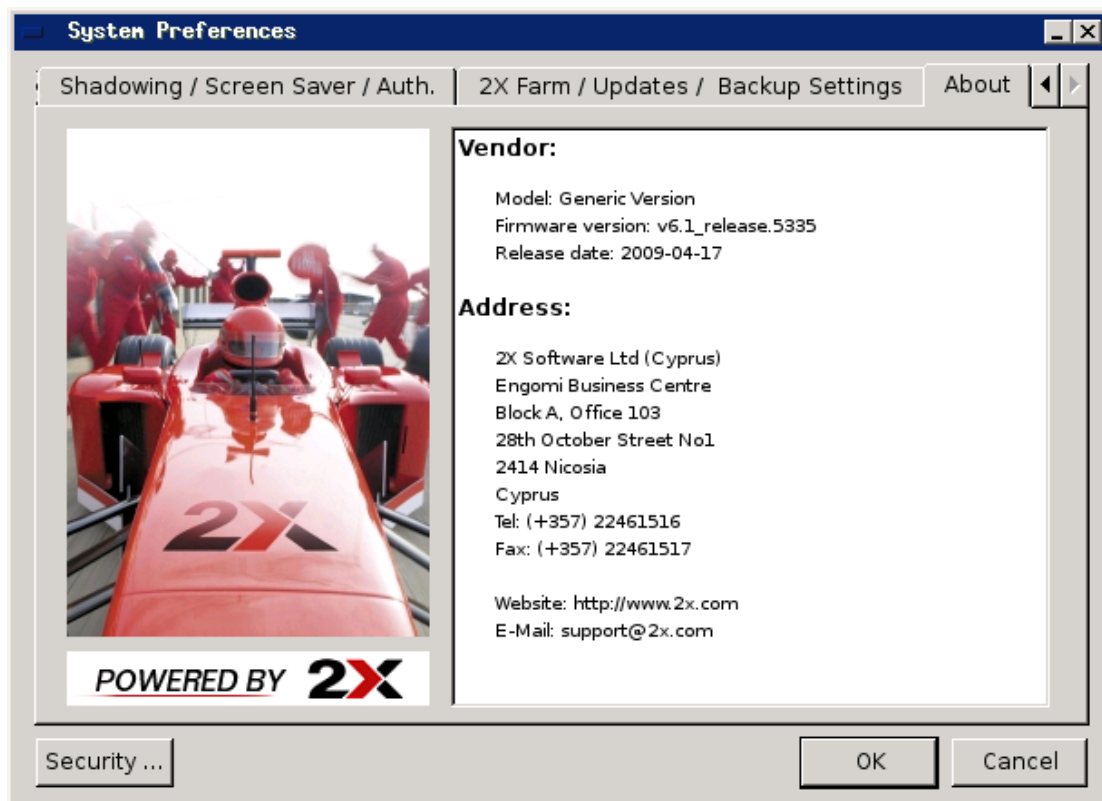 System Preferences
Shadowing / Screen Saver / Auth.
2X Farm / Updates / Backup Settings
About
2X
POWERED BY 2X
Vendor:
Model: Generic Version
Firmware version: v6.1_release.5335
Release date: 2009-04-17
Address:
2X Software Ltd (Cyprus)
Engomi Business Centre
Block A, Office 103
28th October Street No1
2414 Nicosia
Cyprus
Tel: (+357) 22461516
Fax: (+357) 22461517
Website: http://www.2x.com
E-Mail: support@2x.com
Security ...
OK
Cancel